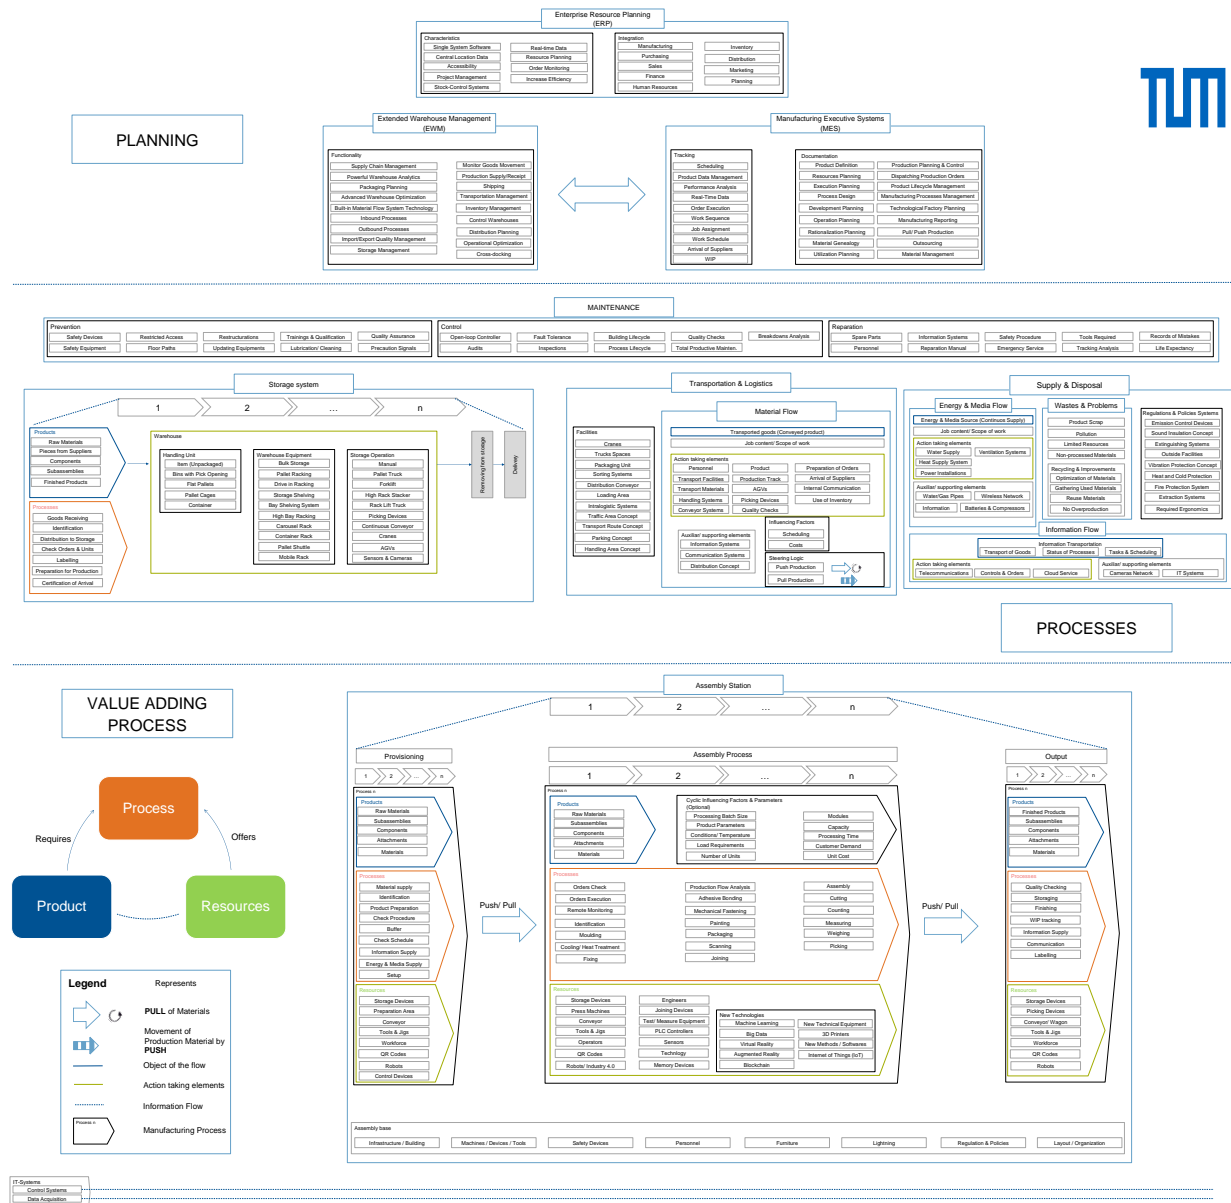 Enterprise Resource Planning
(ERP)
Characteristics
Single System Software
Central Location Data
Accessibility
Project Management
Stock-Control Systems
Real-time Data
Resource Planning
Order Monitoring
Increase Efficiency
Integration
Manufacturing
Purchasing
Sales
Finance
Human Resources
Inventory
Distribution
Marketing
Planning
TUM
PLANNING
Extended Warehouse Management
(EWM)
Functionality
Supply Chain Management
Powerful Warehouse Analytics
Packaging Planning
Advanced Warehouse Optimization
Built-in Material Flow System Technology
Inbound Processes
Outbound Processes
Import/Export Quality Management
Storage Management
Monitor Goods Movement
Production Supply/Receipt
Shipping
Transportation Management
Inventory Management
Control Warehouses
Distribution Planning
Operational Optimization
Cross-docking
Manufacturing Executive Systems
(MES)
Tracking
Scheduling
Product Data Management
Performance Analysis
Real-Time Data
Order Execution
Work Sequence
Job Assignment
Work Schedule
Arrival of Suppliers
WIP
Documentation
Product Definition
Resources Planning
Execution Planning
Process Design
Development Planning
Operation Planning
Rationalization Planning
Material Genealogy
Utilization Planning
Production Planning & Control
Dispatching Production Orders
Product Lifecycle Management
Manufacturing Processes Management
Technological Factory Planning
Manufacturing Reporting
Pull/ Push Production
Outsourcing
Material Management
MAINTENANCE
Prevention
Safety Devices
Restricted Access
Restructurations
Trainings & Qualification
Quality Assurance
Safety Equipment
Floor Paths
Updating Equipments
Lubrication/ Cleaning
Precaution Signals
Control
Open-loop Controller
Fault Tolerance
Building Lifecycle
Quality Checks
Breakdowns Analysis
Audits
Inspections
Process Lifecycle
Total Productive Mainten.
Reparation
Spare Parts
Information Systems
Safety Procedure
Tools Required
Records of Mistakes
Personnel
Reparation Manual
Emergency Service
Tracking Analysis
Life Expectancy
Storage system
1
2
…
n
Products
Raw Materials
Pieces from Suppliers
Components
Subassemblies
Finished Products
Processes
Goods Receiving
Identification
Distribution to Storage
Check Orders & Units
Labelling
Preparation for Production
Certification of Arrival
Warehouse
Handling Unit
Item (Unpackaged)
Bins with Pick Opening
Flat Pallets
Pallet Cages
Container
Warehouse Equipment
Bulk Storage
Pallet Racking
Drive in Racking
Storage Shelving
Bay Shelving System
High Bay Racking
Carousel Rack
Container Rack
Pallet Shuttle
Mobile Rack
Storage Operation
Manual
Pallet Truck
Forklift
High Rack Stacker
Rack Lift Truck
Picking Devices
Continuous Conveyor
Cranes
AGVs
Sensors & Cameras
Removing from storage
Delivery
Transportation & Logistics
Facilities
Cranes
Trucks Spaces
Packaging Unit
Sorting Systems
Distribution Conveyor
Loading Area
Intralogistic Systems
Traffic Area Concept
Transport Route Concept
Parking Concept
Handling Area Concept
Material Flow
Transported goods (Conveyed product)
Job content/ Scope of work
Action taking elements
Personnel
Transport Facilities
Transport Materials
Handling Systems
Conveyor Systems
Product
Production Track
AGVs
Picking Devices
Quality Checks
Preparation of Orders
Arrival of Suppliers
Internal Communication
Use of Inventory
Auxiliar/ supporting elements
Information Systems
Communication Systems
Distribution Concept
Influencing Factors
Scheduling
Costs
Steering Logic
Push Production
Pull Production
Supply & Disposal
Energy & Media Flow
Energy & Media Source (Continuos Supply)
Job content/ Scope of work
Action taking elements
Water Supply
Ventilation Systems
Heat Supply System
Power Installations
Auxiliar/ supporting elements
Water/Gas Pipes
Wireless Network
Information
Batteries & Compressors
Wastes & Problems
Product Scrap
Pollution
Limited Resources
Non-processed Materials
Recycling & Improvements
Optimization of Materials
Gathering Used Materials
Reuse Materials
No Overproduction
Regulations & Policies Systems
Emission Control Devices
Sound Insulation Concept
Extinguishing Systems
Outside Facilities
Vibration Protection Concept
Heat and Cold Protection
Fire Protection System
Extraction Systems
Required Ergonomics
Information Flow
Information Transportation
Transport of Goods
Status of Processes
Tasks & Scheduling
Action taking elements
Telecommunications
Controls & Orders
Cloud Service
Auxiliar/ supporting elements
Cameras Network
IT Systems
PROCESSES
VALUE ADDING
PROCESS
Process
Requires
Offers
Product
Resources
Legend
Represents
PULL of Materials
Movement of
Production Material by
PUSH
Object of the flow
Action taking elements
Information Flow
Process n
Manufacturing Process
Assembly Station
1
2
…
n
Provisioning
1
2
…
n
Process n
Products
Raw Materials
Subassemblies
Components
Attachments
Materials
Processes
Material supply
Identification
Product Preparation
Check Procedure
Buffer
Check Schedule
Information Supply
Energy & Media Supply
Setup
Resources
Storage Devices
Preparation Area
Conveyor
Tools & Jigs
Workforce
QR Codes
Robots
Control Devices
Push/ Pull
Assembly Process
1
2
…
n
Process n
Products
Raw Materials
Subassemblies
Components
Attachments
Materials
Cyclic Influencing Factors & Parameters
(Optional)
Processing Batch Size
Product Parameters
Conditions/ Temperature
Load Requirements
Number of Units
Modules
Capacity
Processing Time
Customer Demand
Unit Cost
Processes
Orders Check
Orders Execution
Remote Monitoring
Identification
Moulding
Cooling/ Heat Treatment
Fixing
Production Flow Analysis
Adhesive Bonding
Mechanical Fastening
Painting
Packaging
Scanning
Joining
Assembly
Cutting
Counting
Measuring
Weighing
Picking
Resources
Storage Devices
Press Machines
Conveyor
Tools & Jigs
Operators
QR Codes
Robots/ Industry 4.0
Engineers
Joining Devices
Test/ Measure Equipment
PLC Controllers
Sensors
Technlogy
Memory Devices
New Technologies
Machine Learning
Big Data
Virtual Reality
Augmented Reality
Blockchain
New Technical Equipment
3D Printers
New Methods / Softwares
Internet of Things (IoT)
Push/ Pull
Output
1
2
…
n
Process n
Products
Finished Products
Subassemblies
Components
Attachments
Materials
Processes
Quality Checking
Storaging
Finishing
WIP tracking
Information Supply
Communication
Labelling
Resources
Storage Devices
Picking Devices
Conveyor/ Wagon
Tools & Jigs
Workforce
QR Codes
Robots
Assembly base
Infrastructure / Building
Machines / Devices / Tools
Safety Devices
Personnel
Furniture
Lightning
Regulation & Policies
Layout / Organization
IT-Systems
Control Systems
Data Acquisition